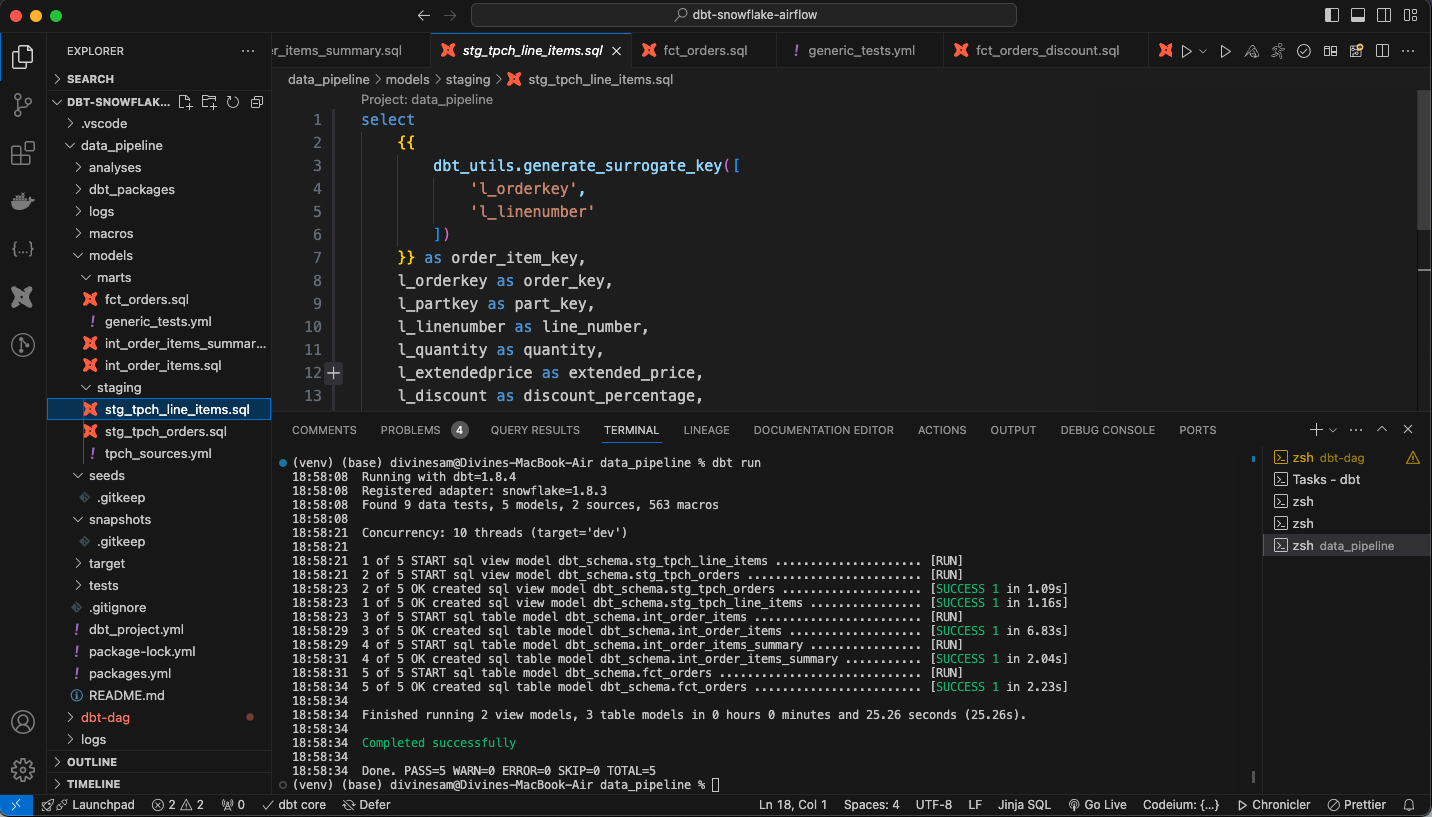 dbt-snowflake-airflow
EXPLORER
SEARCH
DBT-SNOWFLAK...
.vscode
data_pipeline
analyses
dbt_packages
logs
macros
models
marts
fct_orders.sql
! generic_tests.yml
int_order_items_summar...
int_order_items.sql
staging
stg_tpch_line_items.sql
stg_tpch_orders.sql
! tpch_sources.yml
seeds
.gitkeep
snapshots
.gitkeep
target
tests
.gitignore
! dbt_project.yml
! package-lock.yml
! packages.yml
README.md
dbt-dag
logs
OUTLINE
TIMELINE
er_items_summary.sql stg_tpch_line_items.sql fct_orders.sql ! generic_tests.yml fct_orders_discount.sql
data_pipeline > models > staging > stg_tpch_line_items.sql
Project: data_pipeline
1 select
2 {{
3 dbt_utils.generate_surrogate_key([
4 'l_orderkey',
5 'l_linenumber'
6 ])
7 }} as order_item_key,
8 l_orderkey as order_key,
9 l_partkey as part_key,
10 l_linenumber as line_number,
11 l_quantity as quantity,
12 l_extendedprice as extended_price,
13 l_discount as discount_percentage,
COMMENTS PROBLEMS 4 QUERY RESULTS TERMINAL LINEAGE DOCUMENTATION EDITOR ACTIONS OUTPUT DEBUG CONSOLE PORTS
(venv) (base) divinesam@Divines-MacBook-Air data_pipeline % dbt run
18:58:08 Running with dbt=1.8.4
18:58:08 Registered adapter: snowflake=1.8.3
18:58:08 Found 9 data tests, 5 models, 2 sources, 563 macros
18:58:08
18:58:21 Concurrency: 10 threads (target='dev')
18:58:21
18:58:21 1 of 5 START sql view model dbt_schema.stg_tpch_line_items ...................... [RUN]
18:58:21 2 of 5 START sql view model dbt_schema.stg_tpch_orders .......................... [RUN]
18:58:23 2 of 5 OK created sql view model dbt_schema.stg_tpch_orders ..................... [SUCCESS 1 in 1.09s]
18:58:23 1 of 5 OK created sql view model dbt_schema.stg_tpch_line_items ................. [SUCCESS 1 in 1.16s]
18:58:23 3 of 5 START sql table model dbt_schema.int_order_items ......................... [RUN]
18:58:29 3 of 5 OK created sql table model dbt_schema.int_order_items .................... [SUCCESS 1 in 6.83s]
18:58:29 4 of 5 START sql table model dbt_schema.int_order_items_summary ................. [RUN]
18:58:31 4 of 5 OK created sql table model dbt_schema.int_order_items_summary ............ [SUCCESS 1 in 2.04s]
18:58:31 5 of 5 START sql table model dbt_schema.fct_orders .............................. [RUN]
18:58:34 5 of 5 OK created sql table model dbt_schema.fct_orders ......................... [SUCCESS 1 in 2.23s]
18:58:34
18:58:34 Finished running 2 view models, 3 table models in 0 hours 0 minutes and 25.26 seconds (25.26s).
18:58:34
18:58:34 Completed successfully
18:58:34
18:58:34 Done. PASS=5 WARN=0 ERROR=0 SKIP=0 TOTAL=5
(venv) (base) divinesam@Divines-MacBook-Air data_pipeline %
zsh dbt-dag
Tasks - dbt
zsh
zsh
zsh data_pipeline
Launchpad 2 2 0 dbt core Defer Ln 18, Col 1 Spaces: 4 UTF-8 LF Jinja SQL Go Live Codeium: {...} Chronicler Prettier